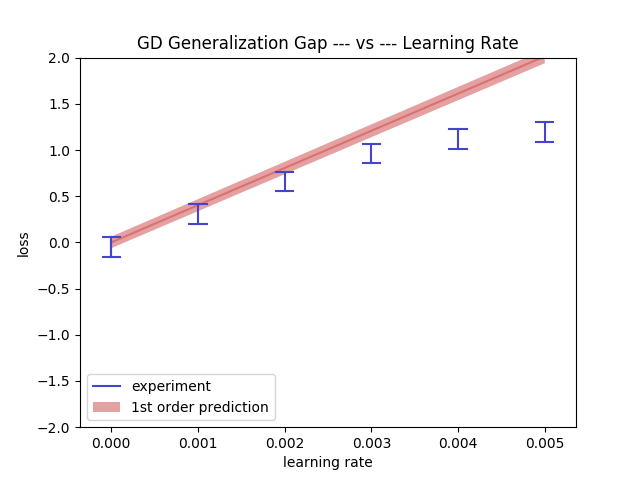 GD Generalization Gap --- vs --- Learning Rate
2.0
1.5
1.0
0.5
0.0
−0.5
−1.0
−1.5
−2.0
loss
experiment
1st order prediction
0.000 0.001 0.002 0.003 0.004 0.005
learning rate